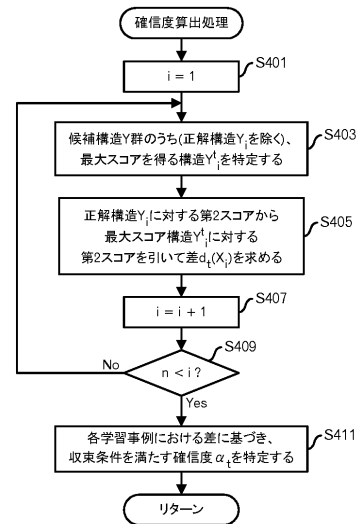 確信度算出処理
i = 1
S401
候補構造Y群のうち(正解構造Yiを除く)、
最大スコアを得る構造Y^t_iを特定する
S403
正解構造Yiに対する第2スコアから
最大スコア構造Y^t_iに対する
第2スコアを引いて差d_t(X_i)を求める
S405
i = i + 1
S407
n < i ?
S409
No
Yes
各学習事例における差に基づき、
収束条件を満たす確信度α_tを特定する
S411
リターン